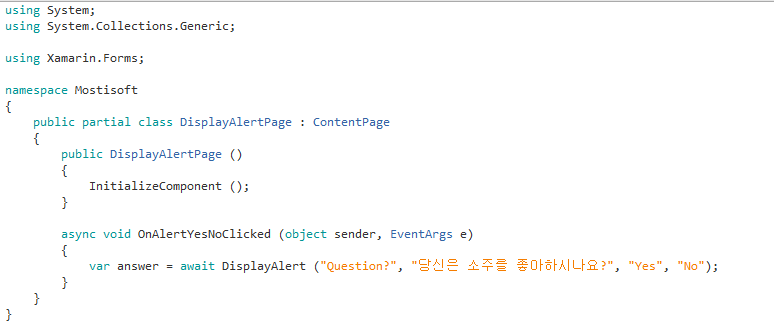 using System;
using System.Collections.Generic;

using Xamarin.Forms;

namespace Mostisoft
{
    public partial class DisplayAlertPage : ContentPage
    {
        public DisplayAlertPage ()
        {
            InitializeComponent ();
        }

        async void OnAlertYesNoClicked (object sender, EventArgs e)
        {
            var answer = await DisplayAlert ("Question?", "당신은 소주를 좋아하시나요?", "Yes", "No");
        }
    }
}